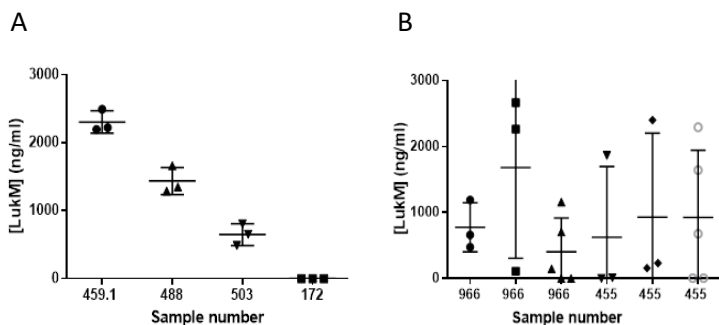 A
B
[LukM] (ng/ml)
3000
2000
1000
0
459.1 488 503 172
Sample number
[LukM] (ng/ml)
3000
2000
1000
0
966 966 966 455 455 455
Sample number